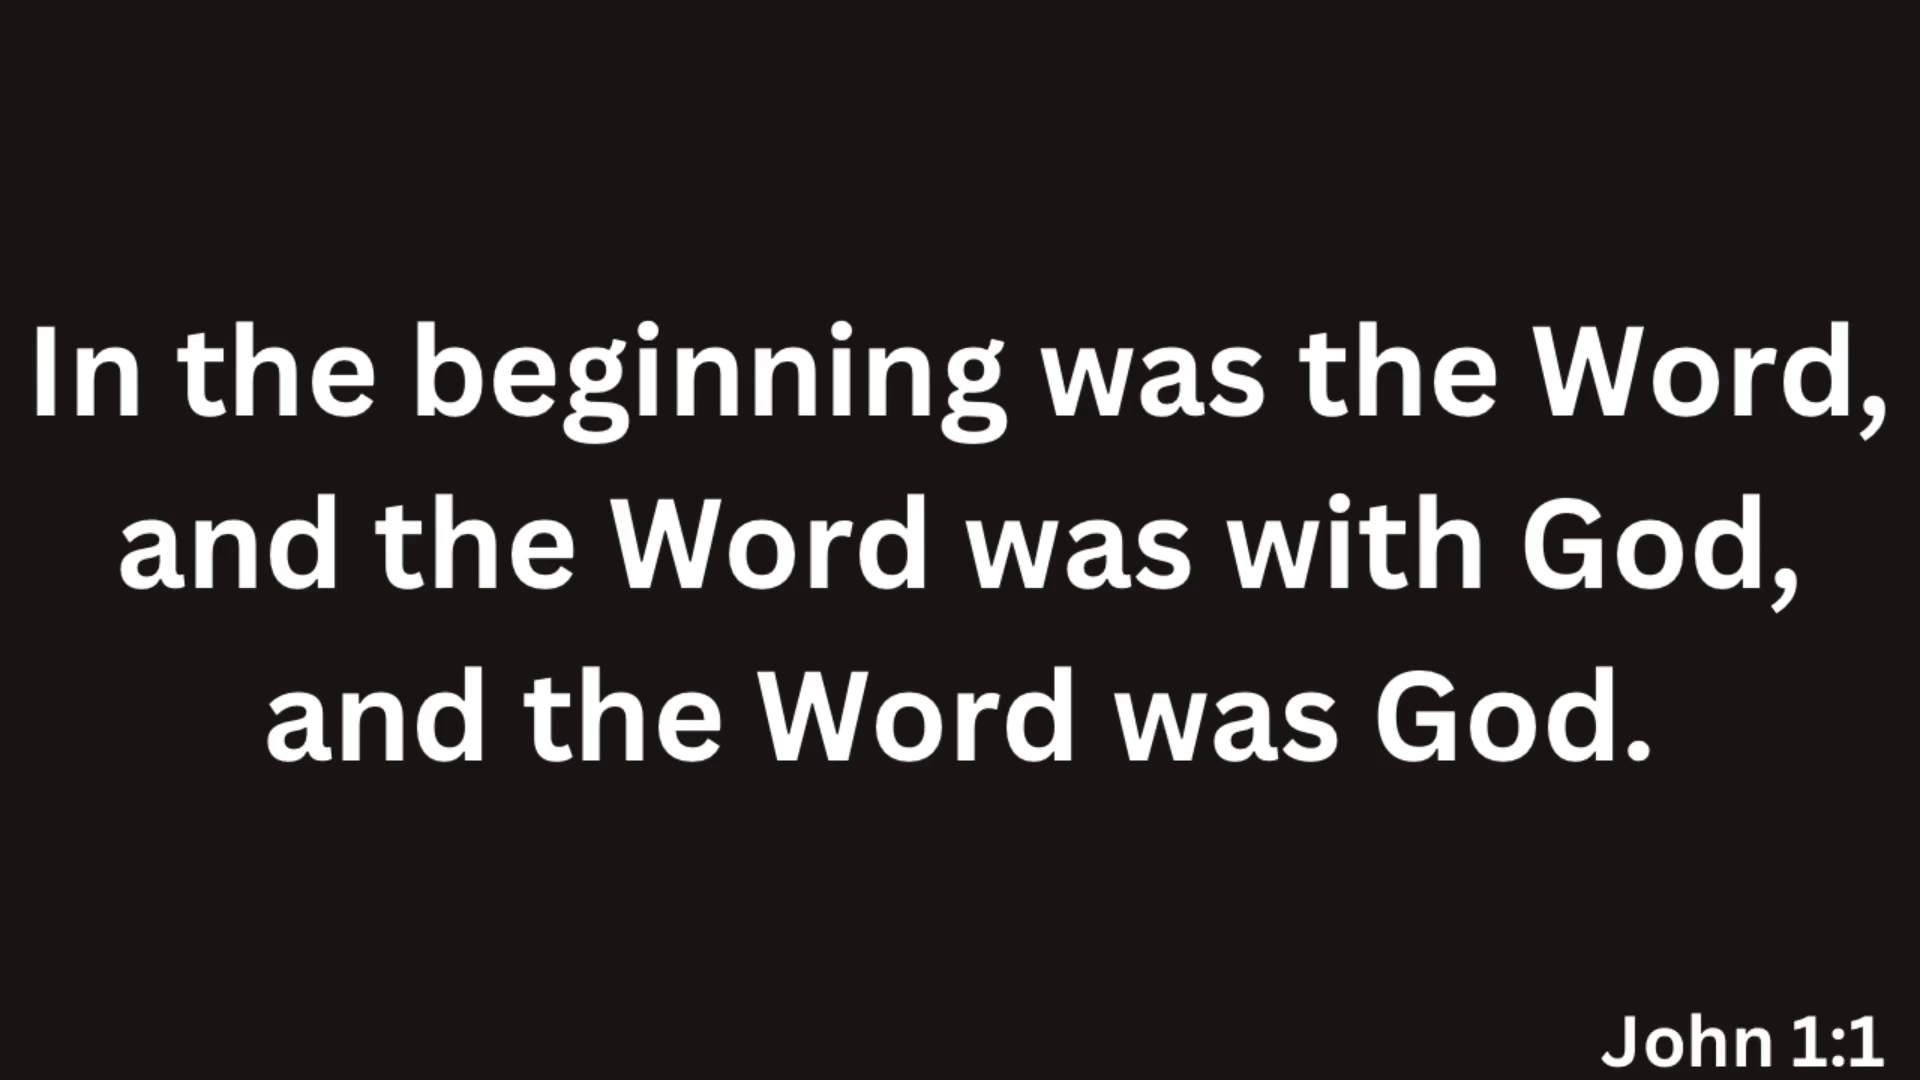 In the beginning was the Word,
and the Word was with God,
and the Word was God.
John 1:1